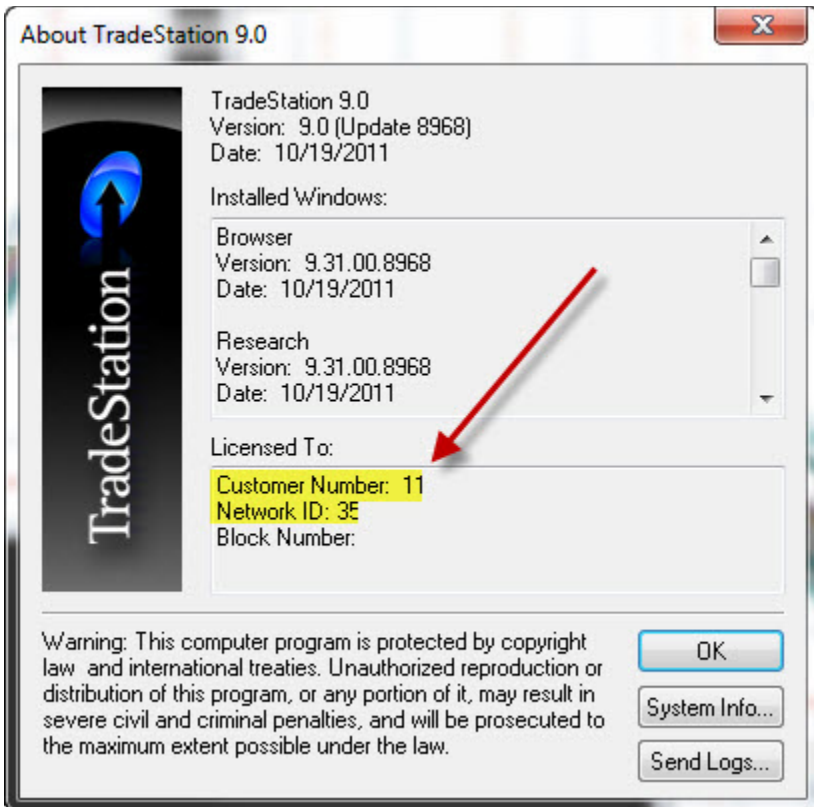 About TradeStation 9.0
TradeStation
TradeStation 9.0
Version: 9.0 (Update 8968)
Date: 10/19/2011
Installed Windows:
Browser
Version: 9.31.00.8968
Date: 10/19/2011
Research
Version: 9.31.00.8968
Date: 10/19/2011
Licensed To:
Customer Number: 11
Network ID: 35
Block Number:
Warning: This computer program is protected by copyright
law and international treaties. Unauthorized reproduction or
distribution of this program, or any portion of it, may result in
severe civil and criminal penalties, and will be prosecuted to
the maximum extent possible under the law.
OK
System Info...
Send Logs...